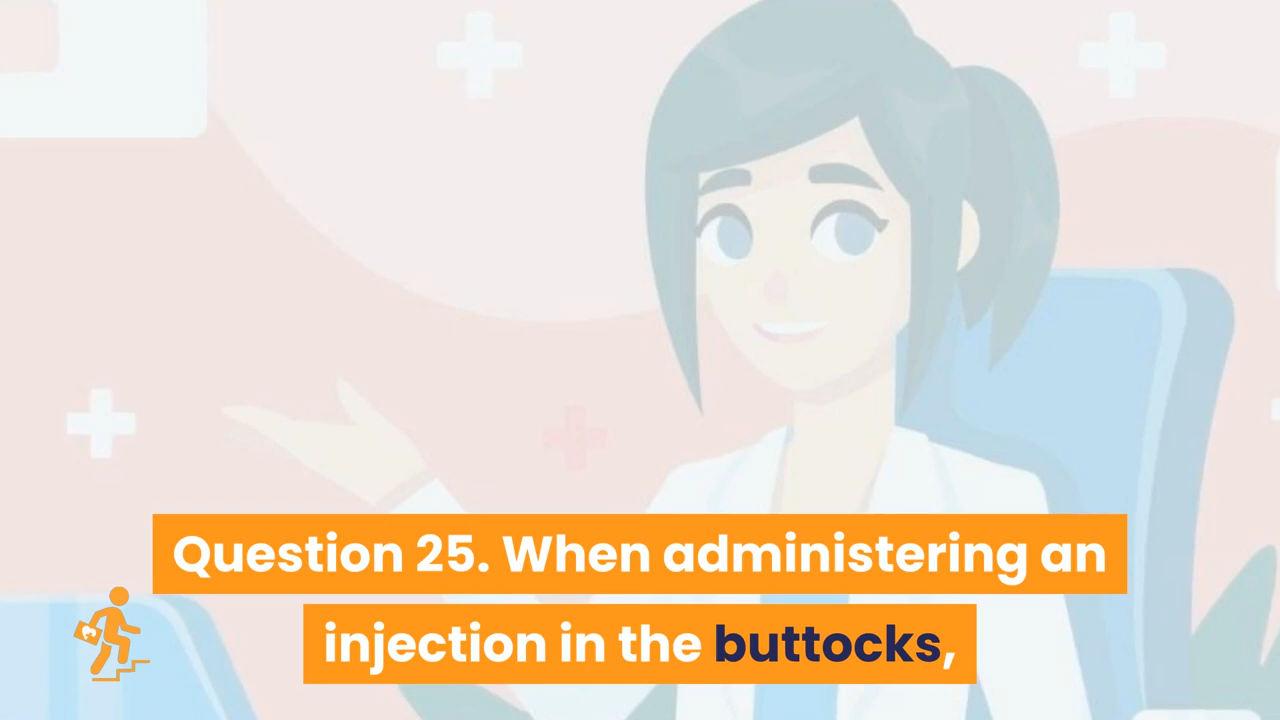 Question 25. When administering an
injection in the buttocks,